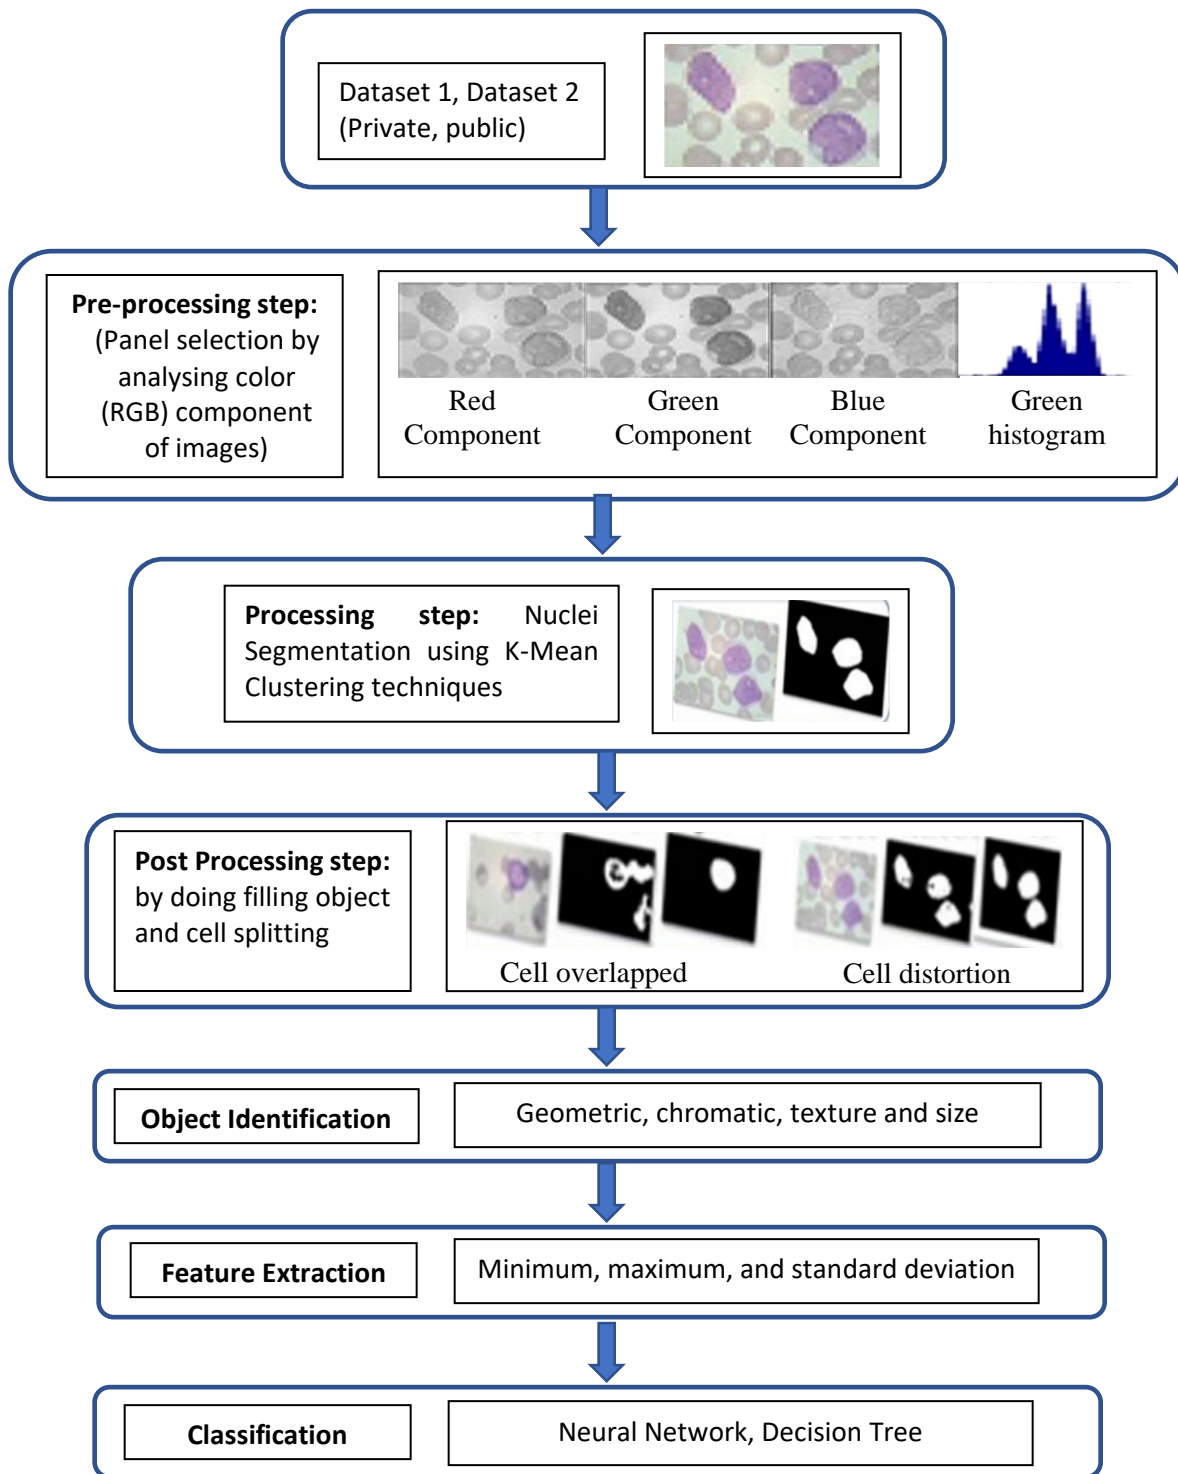 Dataset 1, Dataset 2
(Private, public)
Pre-processing step:
(Panel selection by
analysing color
(RGB) component
of images)
Red
Component
Green
Component
Blue
Component
Green
histogram
Processing step: Nuclei
Segmentation using K-Mean
Clustering techniques
Post Processing step:
by doing filling object
and cell splitting
Cell overlapped
Cell distortion
Object Identification
Geometric, chromatic, texture and size
Feature Extraction
Minimum, maximum, and standard deviation
Classification
Neural Network, Decision Tree